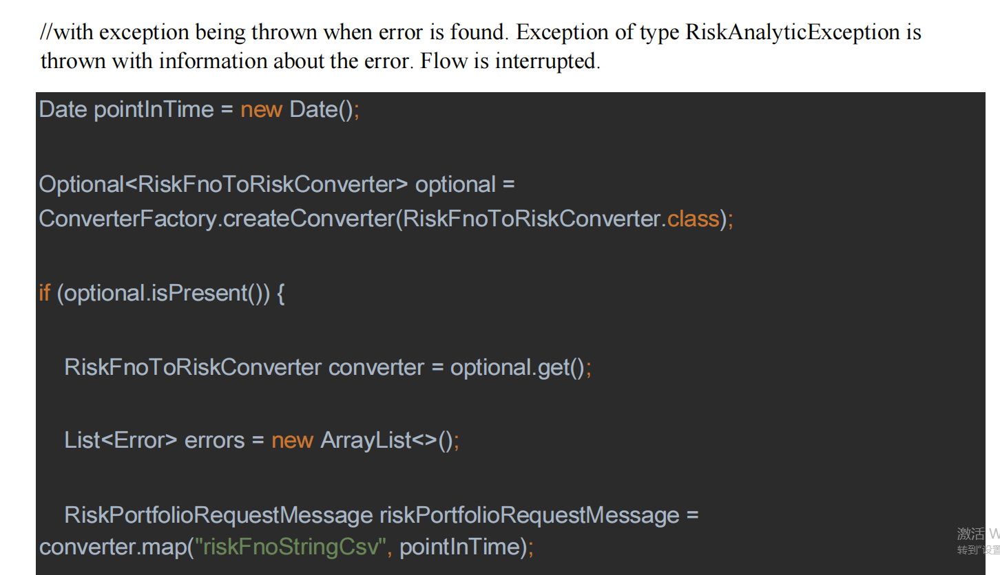 //with exception being thrown when error is found. Exception of type RiskAnalyticException is
thrown with information about the error. Flow is interrupted.
Date pointInTime = new Date();
Optional<RiskFnoToRiskConverter> optional =
ConverterFactory.createConverter(RiskFnoToRiskConverter.class);
if (optional.isPresent()) {
RiskFnoToRiskConverter converter = optional.get();
List<Error> errors = new ArrayList<>();
RiskPortfolioRequestMessage riskPortfolioRequestMessage =
converter.map("riskFnoStringCsv", pointInTime);
激活 W
转到"设置